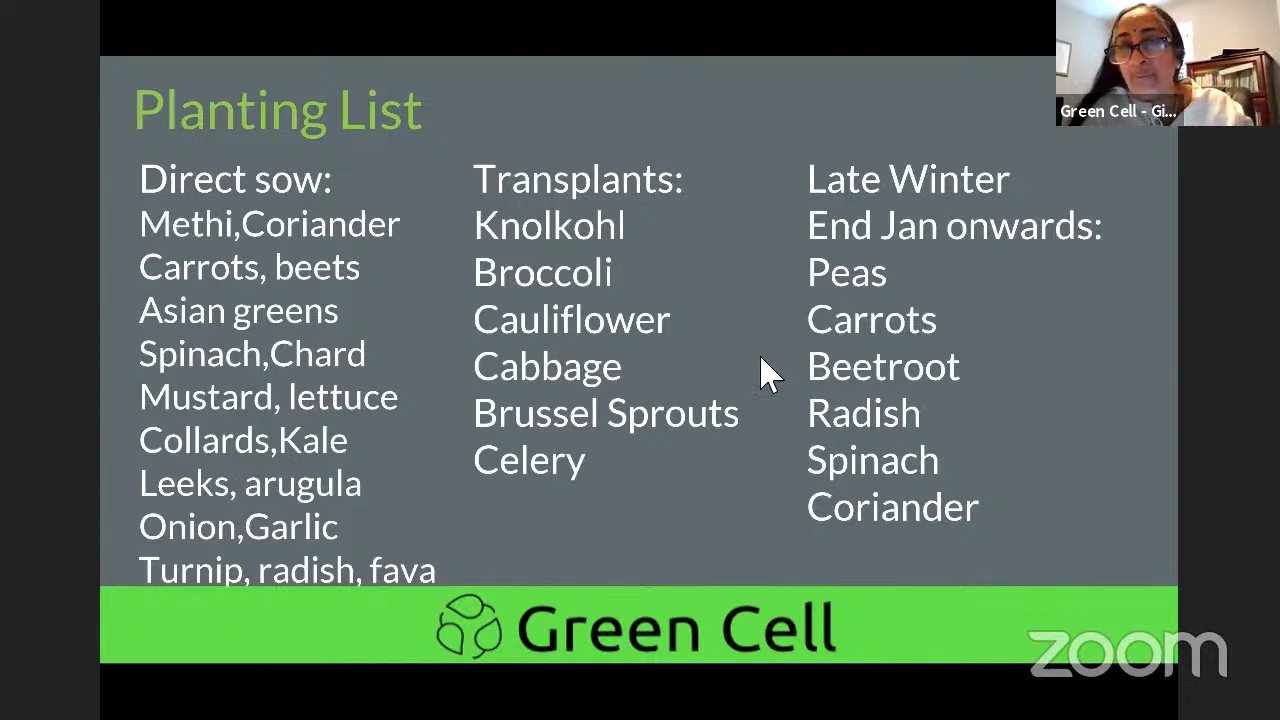 Planting List
Direct sow:
Methi,Coriander
Carrots, beets
Asian greens
Spinach,Chard
Mustard, lettuce
Collards,Kale
Leeks, arugula
Onion,Garlic
Turnip, radish, fava
Transplants:
Knolkohl
Broccoli
Cauliflower
Cabbage
Brussel Sprouts
Celery
Late Winter
End Jan onwards:
Peas
Carrots
Beetroot
Radish
Spinach
Coriander
Green Cell - Gi...
Green Cell
zoom